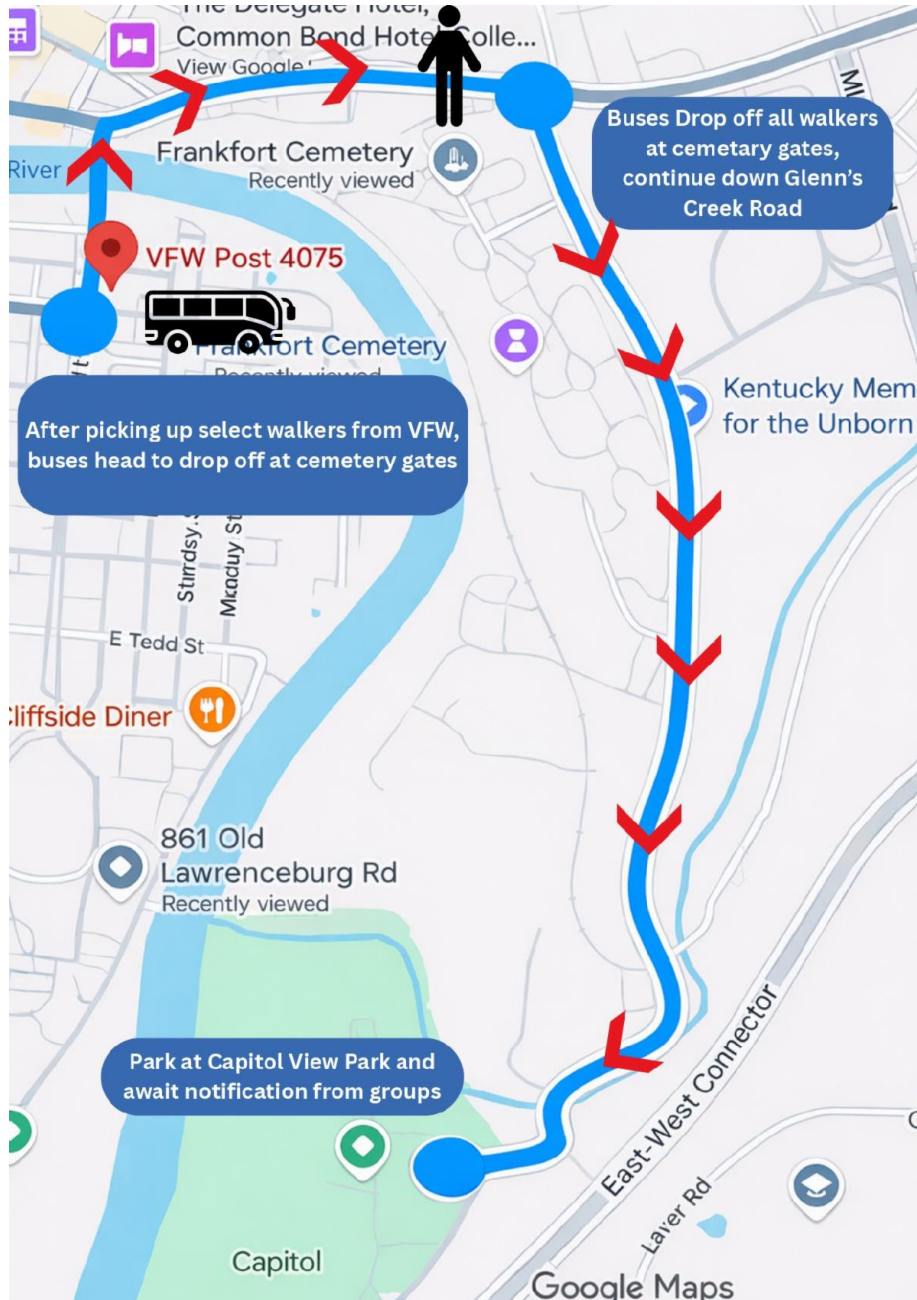 The Delegate Hotel,
Common Bond Hotel Colle...
View Google
River
Frankfort Cemetery
Recently viewed
Buses Drop off all walkers
at cemetary gates,
continue down Glenn's
Creek Road
VFW Post 4075
Frankfort Cemetery
Recently viewed
Kentucky Mem
for the Unborn
After picking up select walkers from VFW,
buses head to drop off at cemetery gates
E Tedd St
Cliffside Diner
861 Old
Lawrenceburg Rd
Recently viewed
Park at Capitol View Park and
await notification from groups
East-West Connector
Capitol
Google Maps